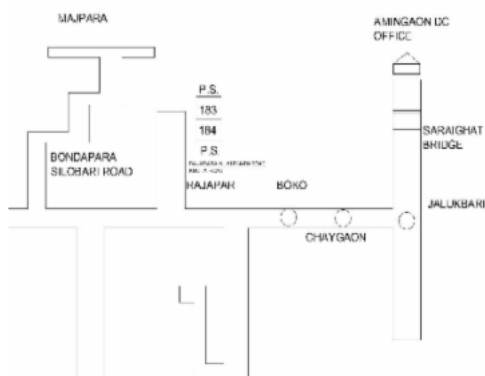 MAJPARA
AMINGAON DC
OFFICE
P.S.
183
184
P.S.
SARAIGHAT
BRIDGE
BONDAPARA
SILOBARI ROAD
RAJAPAR
BOKO
JALUKBARI
CHAYGAON